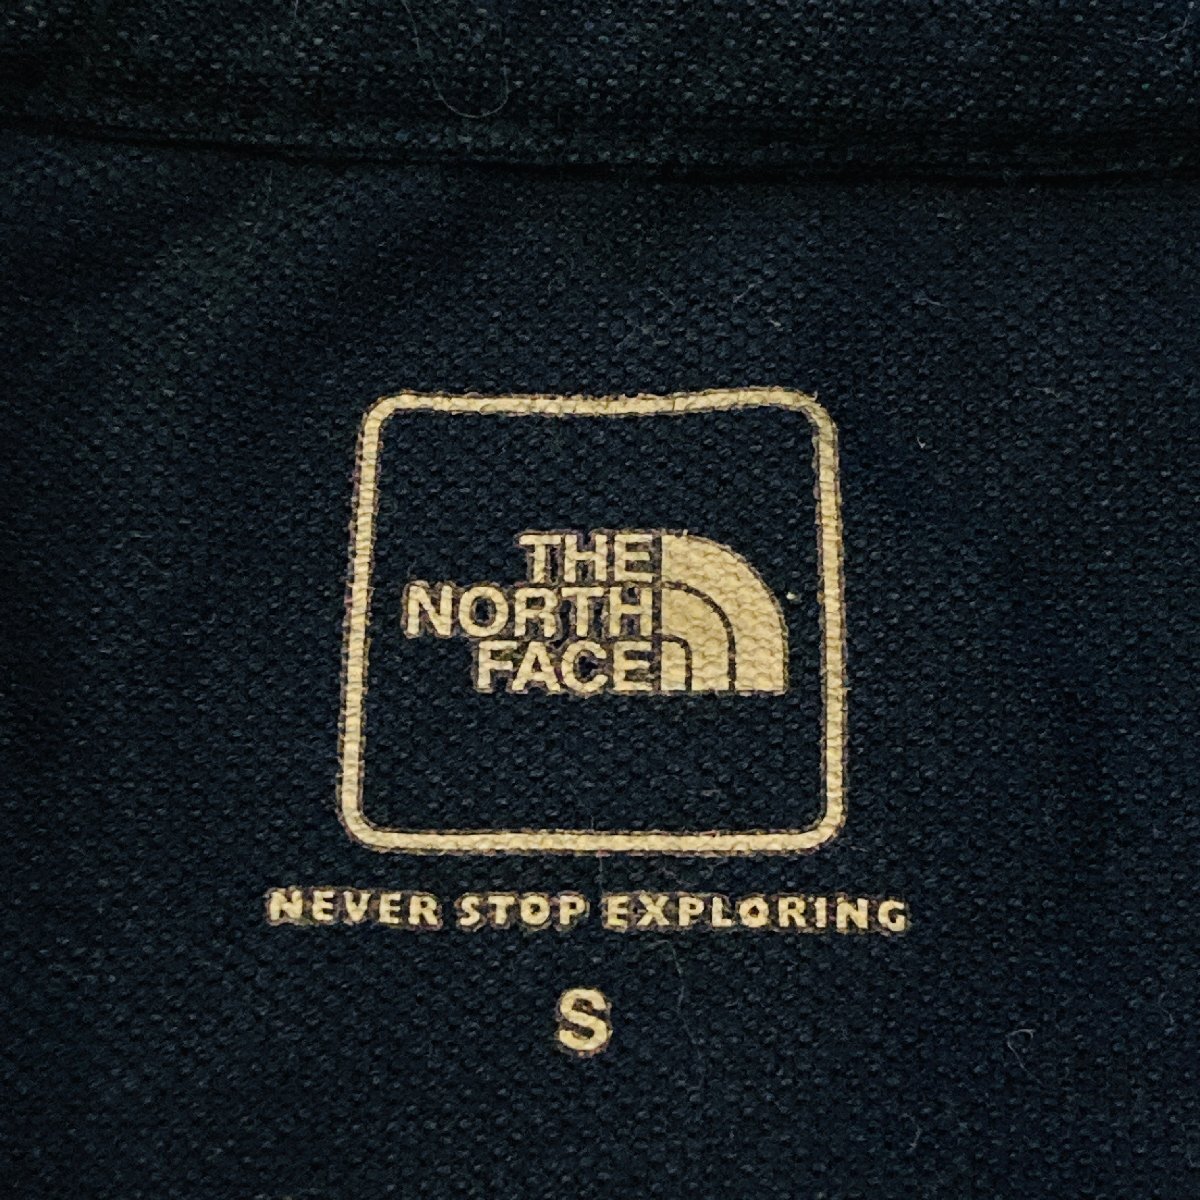 THE
NORTH
FACE
NEVER STOP EXPLORING
S